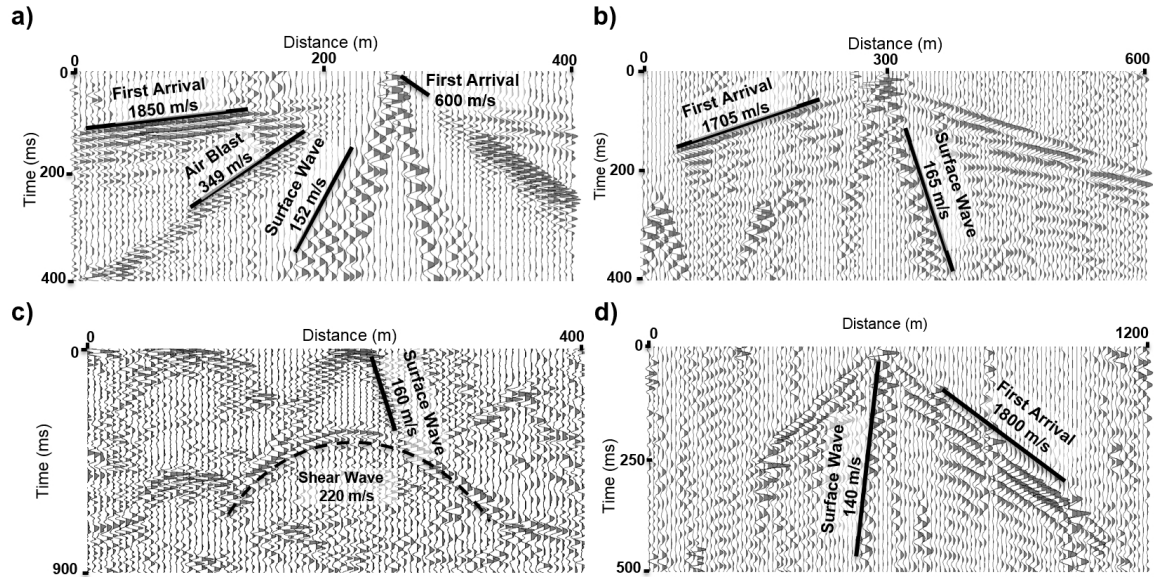 a)
Distance (m)
0
200
400
0
200
400
Time (ms)
First Arrival
1850 m/s
Air Blast
349 m/s
Surface Wave
152 m/s
First Arrival
600 m/s
b)
Distance (m)
0
300
600
0
200
400
Time (ms)
First Arrival
1705 m/s
Surface Wave
165 m/s
c)
Distance (m)
0
400
0
900
Time (ms)
Surface Wave
160 m/s
Shear Wave
220 m/s
d)
Distance (m)
0
1200
0
250
500
Time (ms)
Surface Wave
140 m/s
First Arrival
1800 m/s